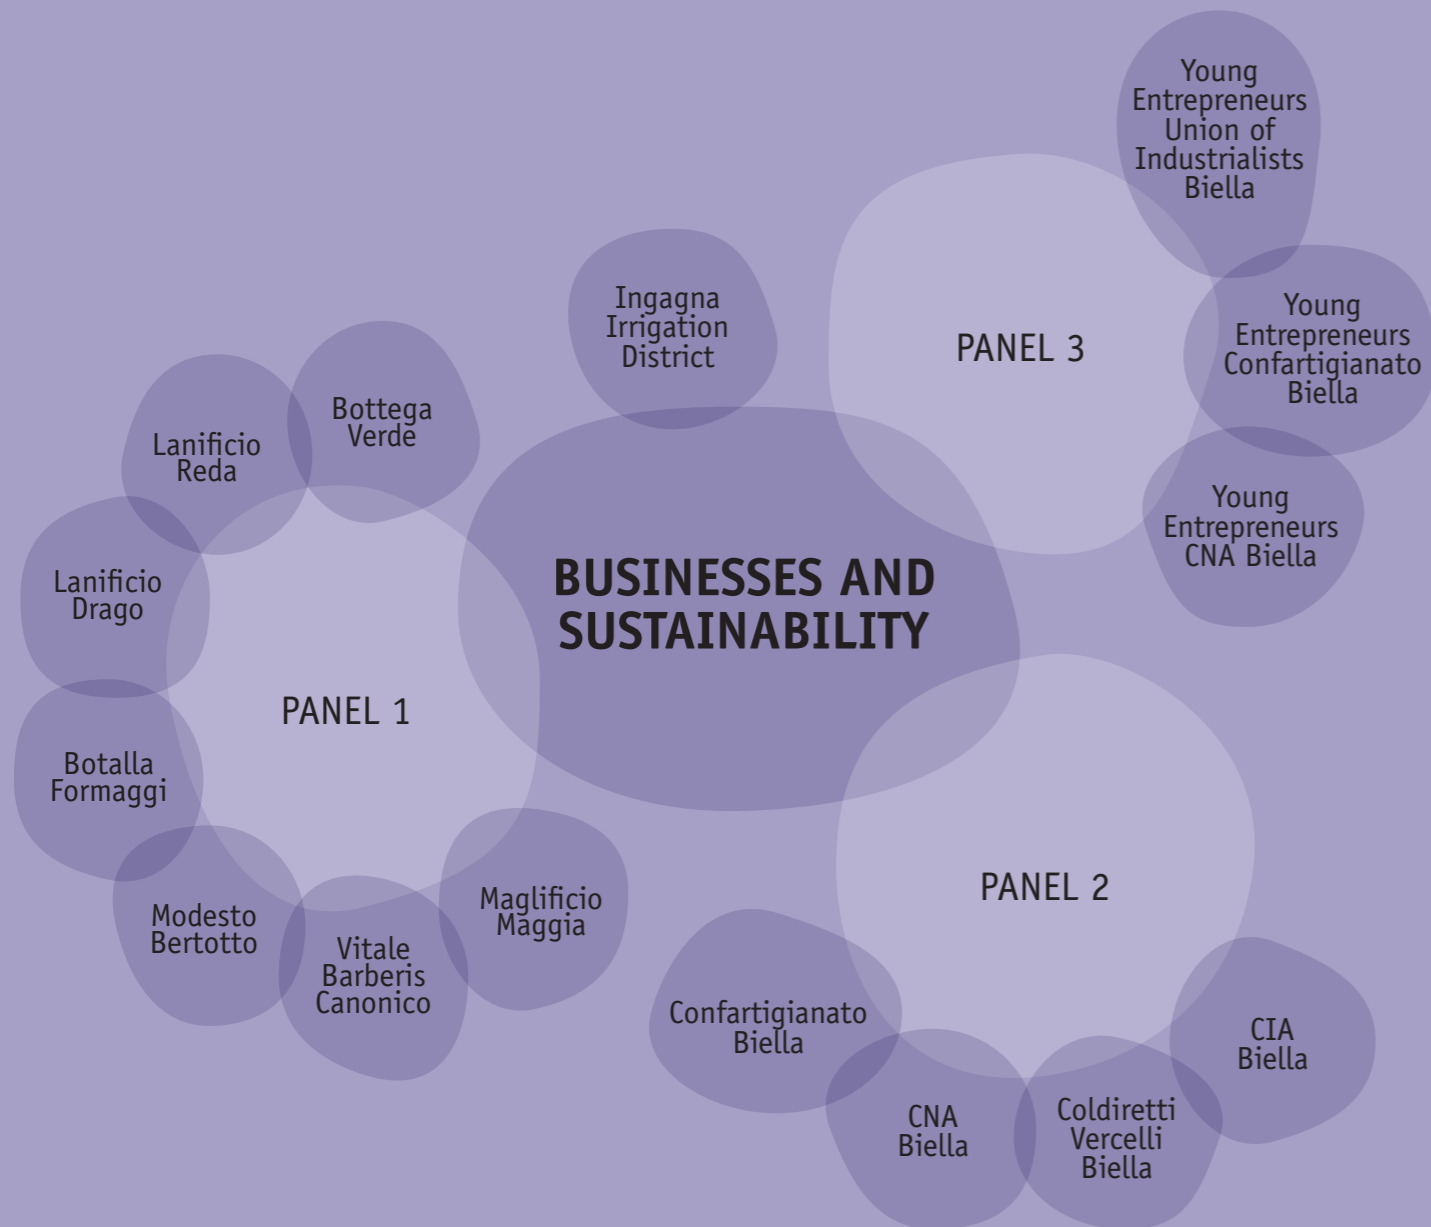 Young
Entrepreneurs
Union of
Industrialists
Biella
Ingagna
Irrigation
District
PANEL 3
Young
Entrepreneurs
Confartigianato
Biella
Bottega
Verde
Lanificio
Reda
Young
Entrepreneurs
CNA Biella
Lanificio
Drago
BUSINESSES AND
SUSTAINABILITY
PANEL 1
Botalla
Formaggi
PANEL 2
Maglificio
Maggia
Modesto
Bertotto
Vitale
Barberis
Canonico
Confartigianato
Biella
CIA
Biella
CNA
Biella
Coldiretti
Vercelli
Biella